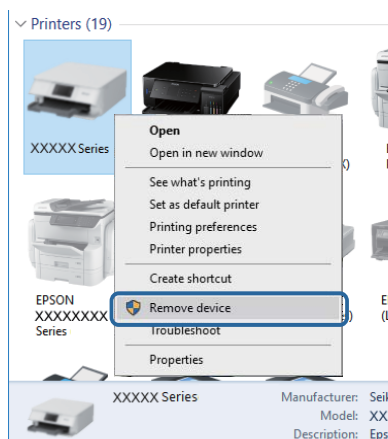 Printers (19)
XXXXX Series
Open
Open in new window
See what's printing
Set as default printer
Printing preferences
Printer properties
Create shortcut
Remove device
Troubleshoot
Properties
EPSON
XXXXXXXX
Series
XXXXX Series
Manufacturer:
Model: XX
Description: